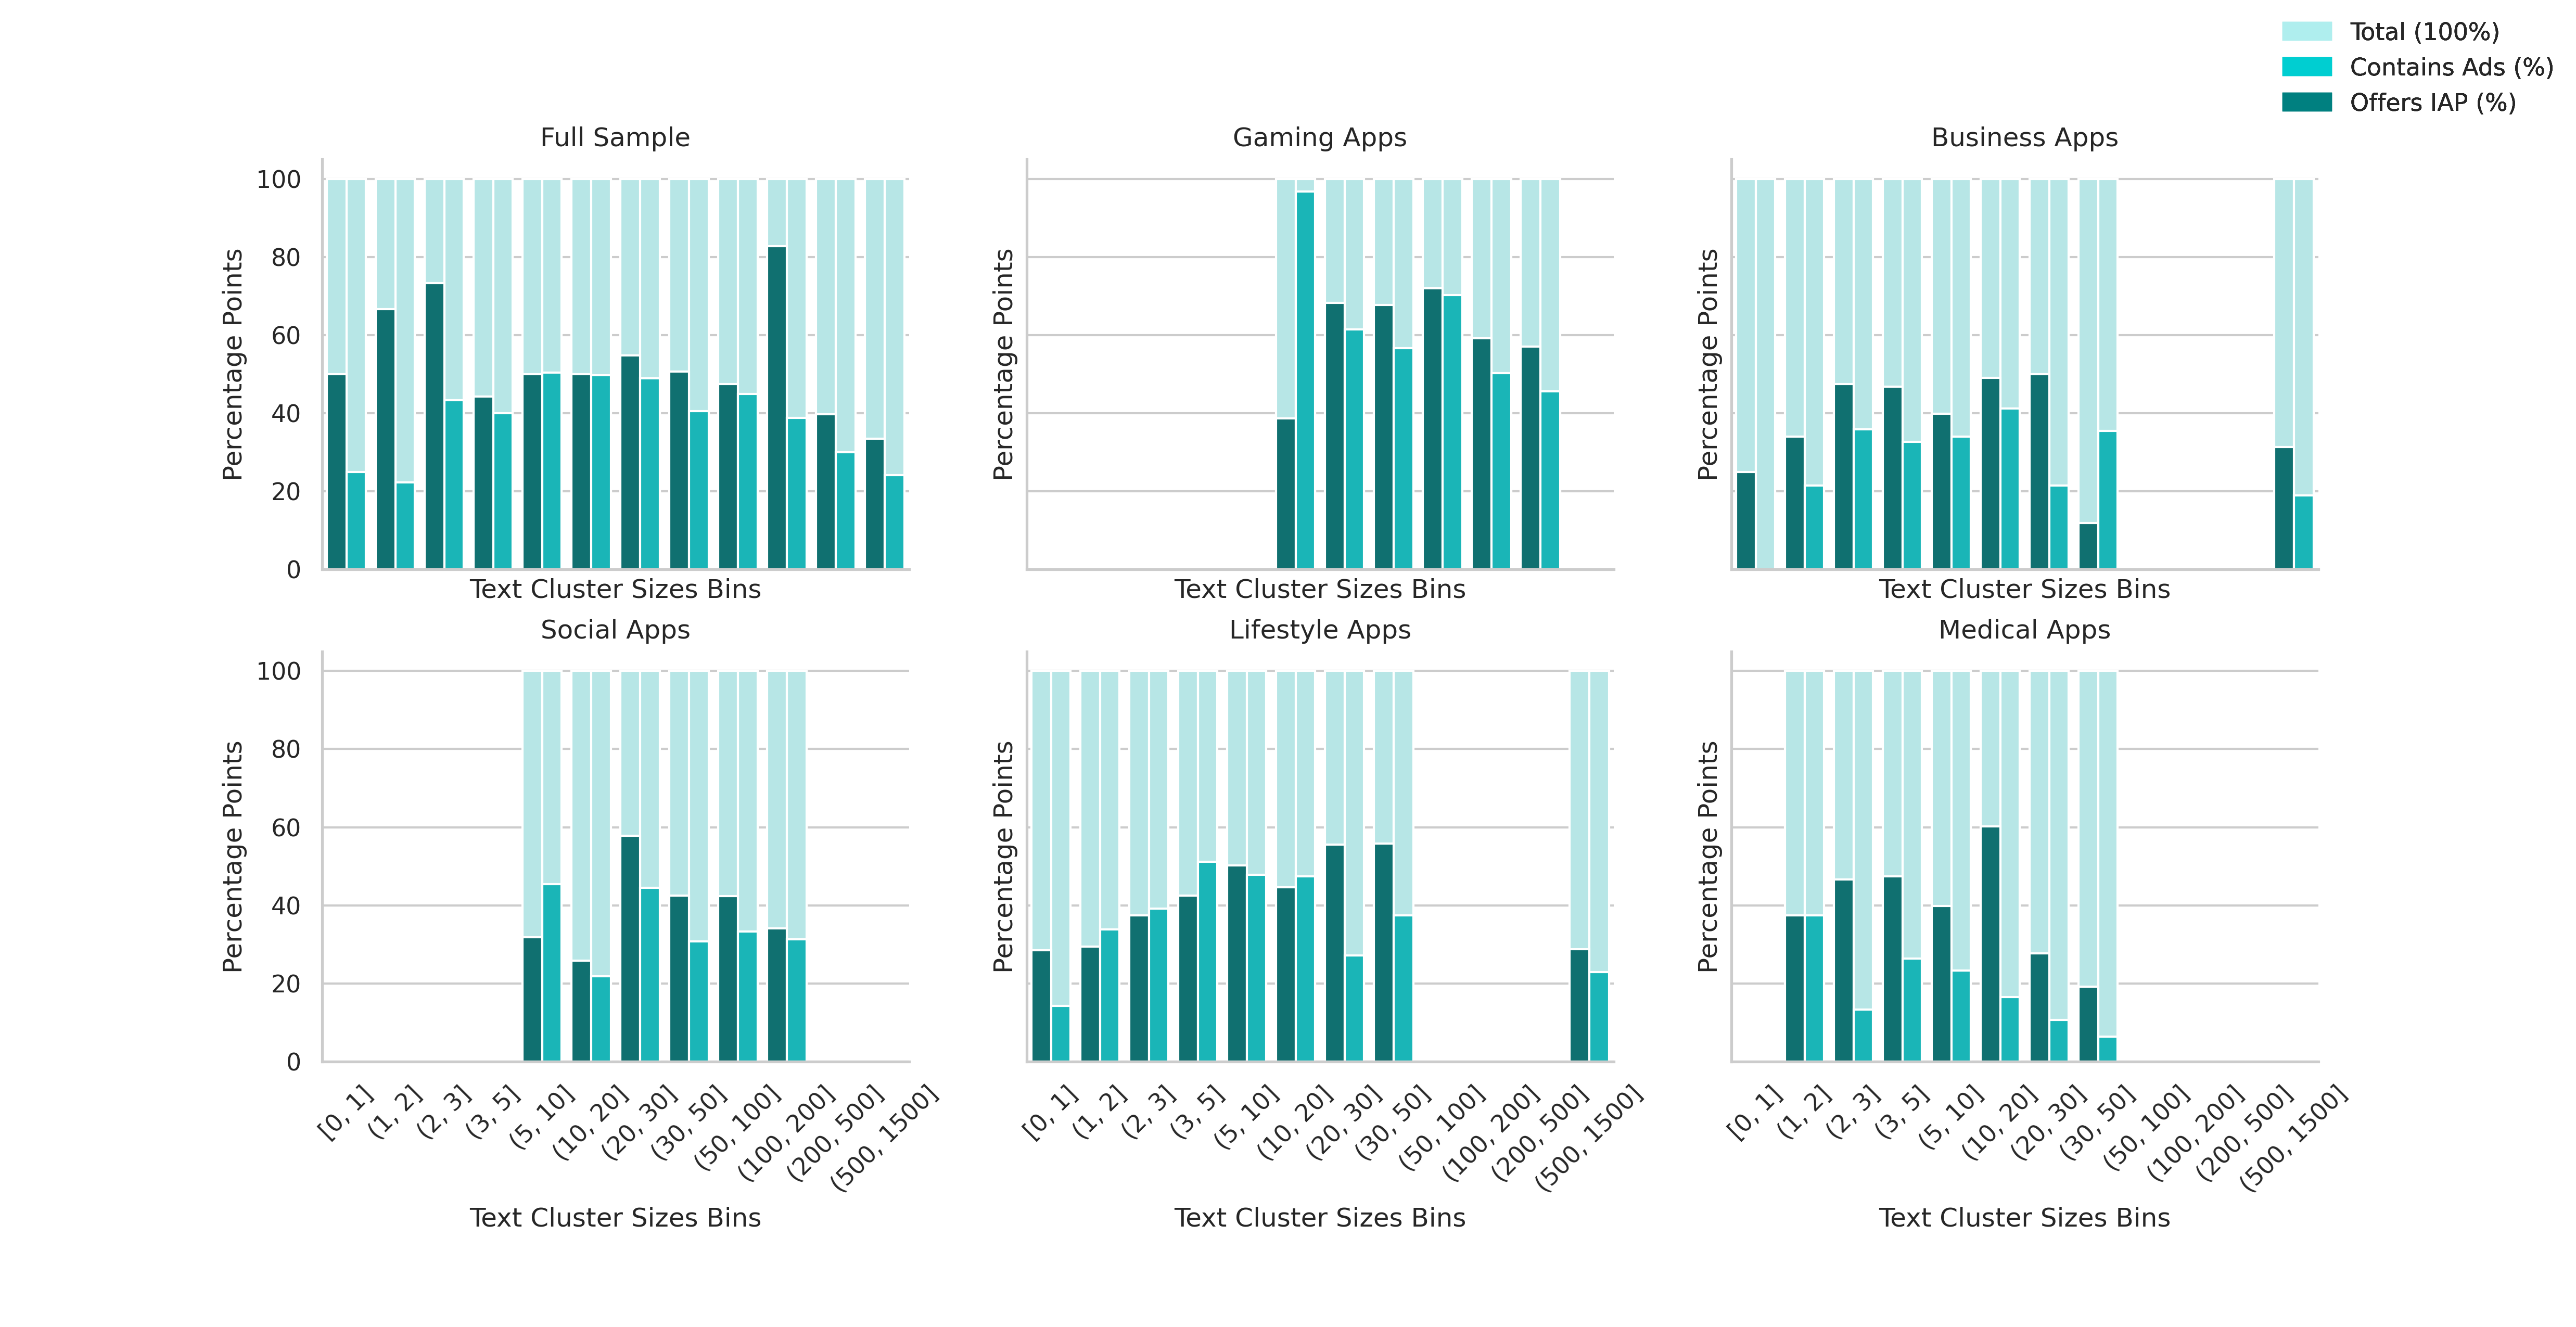 Total (100%)
Contains Ads (%)
Offers IAP (%)
Full Sample
Gaming Apps
Business Apps
Percentage Points
100
80
60
40
20
0
Percentage Points
Percentage Points
Text Cluster Sizes Bins
Text Cluster Sizes Bins
Text Cluster Sizes Bins
Social Apps
Lifestyle Apps
Medical Apps
Percentage Points
100
80
60
40
20
0
Percentage Points
Percentage Points
[0, 1]
(1, 2]
(2, 3]
(3, 5]
(5, 10]
(10, 20]
(20, 30]
(30, 50]
(50, 100]
(100, 200]
(200, 500]
(500, 1500]
[0, 1]
(1, 2]
(2, 3]
(3, 5]
(5, 10]
(10, 20]
(20, 30]
(30, 50]
(50, 100]
(100, 200]
(200, 500]
(500, 1500]
[0, 1]
(1, 2]
(2, 3]
(3, 5]
(5, 10]
(10, 20]
(20, 30]
(30, 50]
(50, 100]
(100, 200]
(200, 500]
(500, 1500]
Text Cluster Sizes Bins
Text Cluster Sizes Bins
Text Cluster Sizes Bins